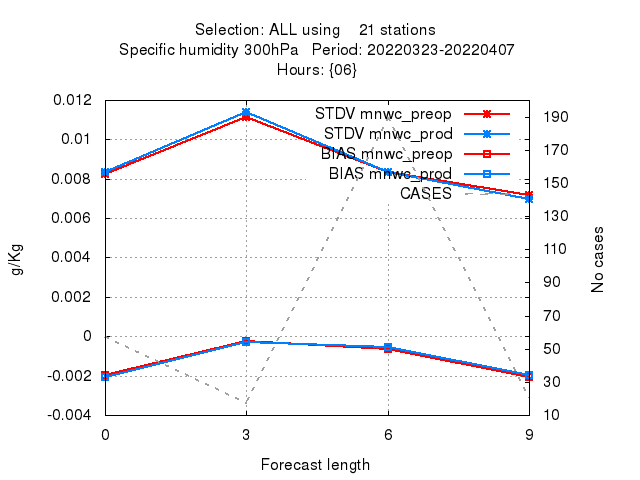 Selection: ALL using    21 stations
Specific humidity 300hPa   Period: 20220323-20220407
Hours: {06}
STDV mnwc_preop
STDV mnwc_prod
BIAS mnwc_preop
BIAS mnwc_prod
CASES
0.012
0.01
0.008
0.006
0.004
0.002
0
-0.002
-0.004
g/Kg
190
170
150
130
110
90
70
50
30
10
No cases
0 3 6 9
Forecast length